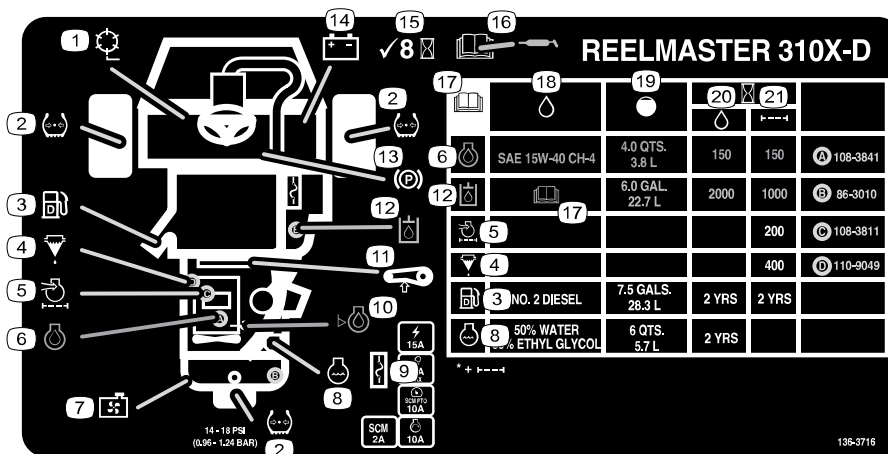 1
14
15
✓8
16
REELMASTER 310X-D
2
2
17
18
19
20
21
13
P
6
SAE 15W-40 CH-4
4.0 QTS.
3.8 L
150
150
A 108-3841
3
D
12
12
17
6.0 GAL.
22.7 L
2000
1000
B 86-3010
4
5
200
C 108-3811
11
4
400
D 110-9049
5
C
D
E
3
D
NO. 2 DIESEL
7.5 GALS.
28.3 L
2 YRS
2 YRS
6
A
10
8
50% WATER
ETHYL GLYCOL
6 QTS.
5.7 L
2 YRS
15A
9
8
* +
7
B
SCM PTO
10A
14 - 18 PSI
(0.96 - 1.24 BAR)
2
SCM
2A
10A
136-3716